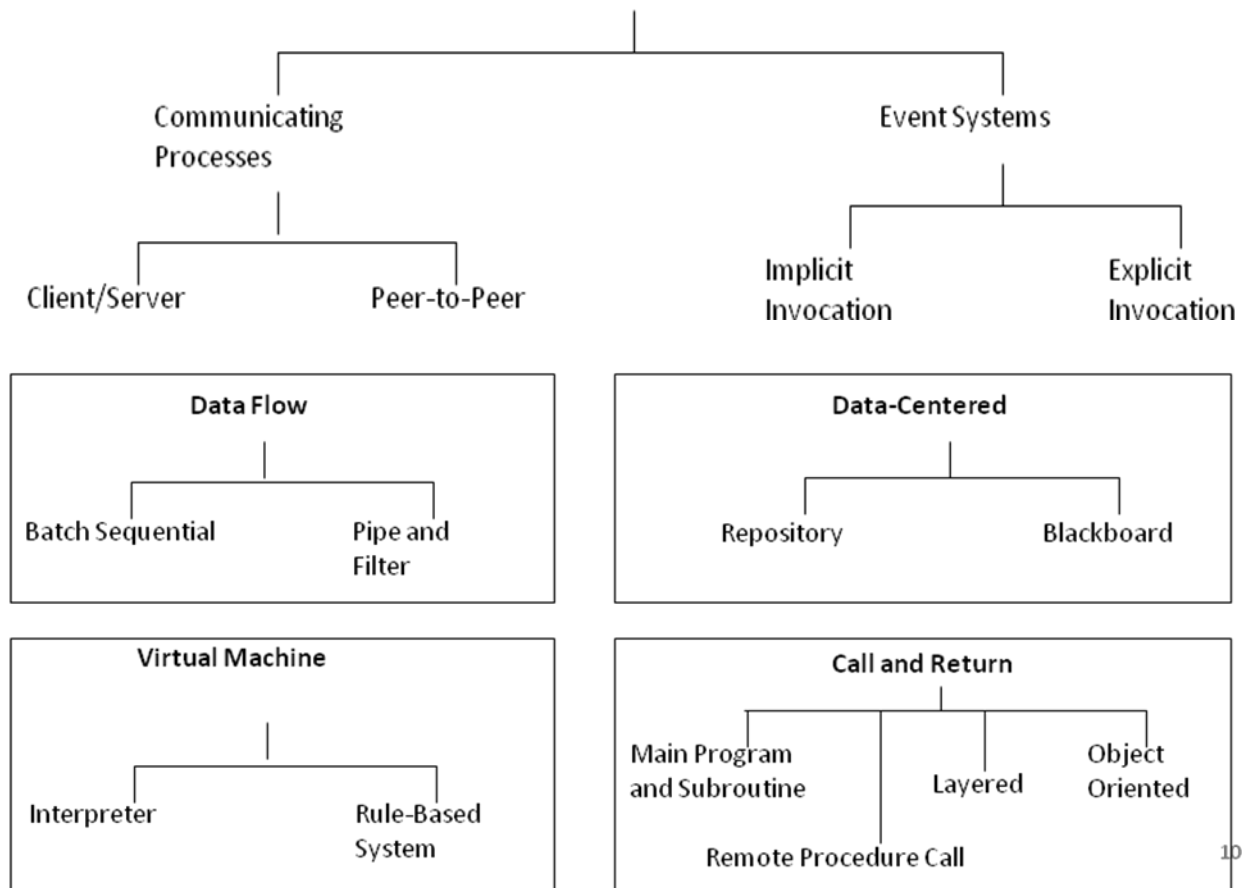 Communicating
Processes
Event Systems
Client/Server
Peer-to-Peer
Implicit
Invocation
Explicit
Invocation
Data Flow
Batch Sequential
Pipe and
Filter
Data-Centered
Repository
Blackboard
Virtual Machine
Interpreter
Rule-Based
System
Call and Return
Main Program
and Subroutine
Remote Procedure Call
Layered
Object
Oriented
10